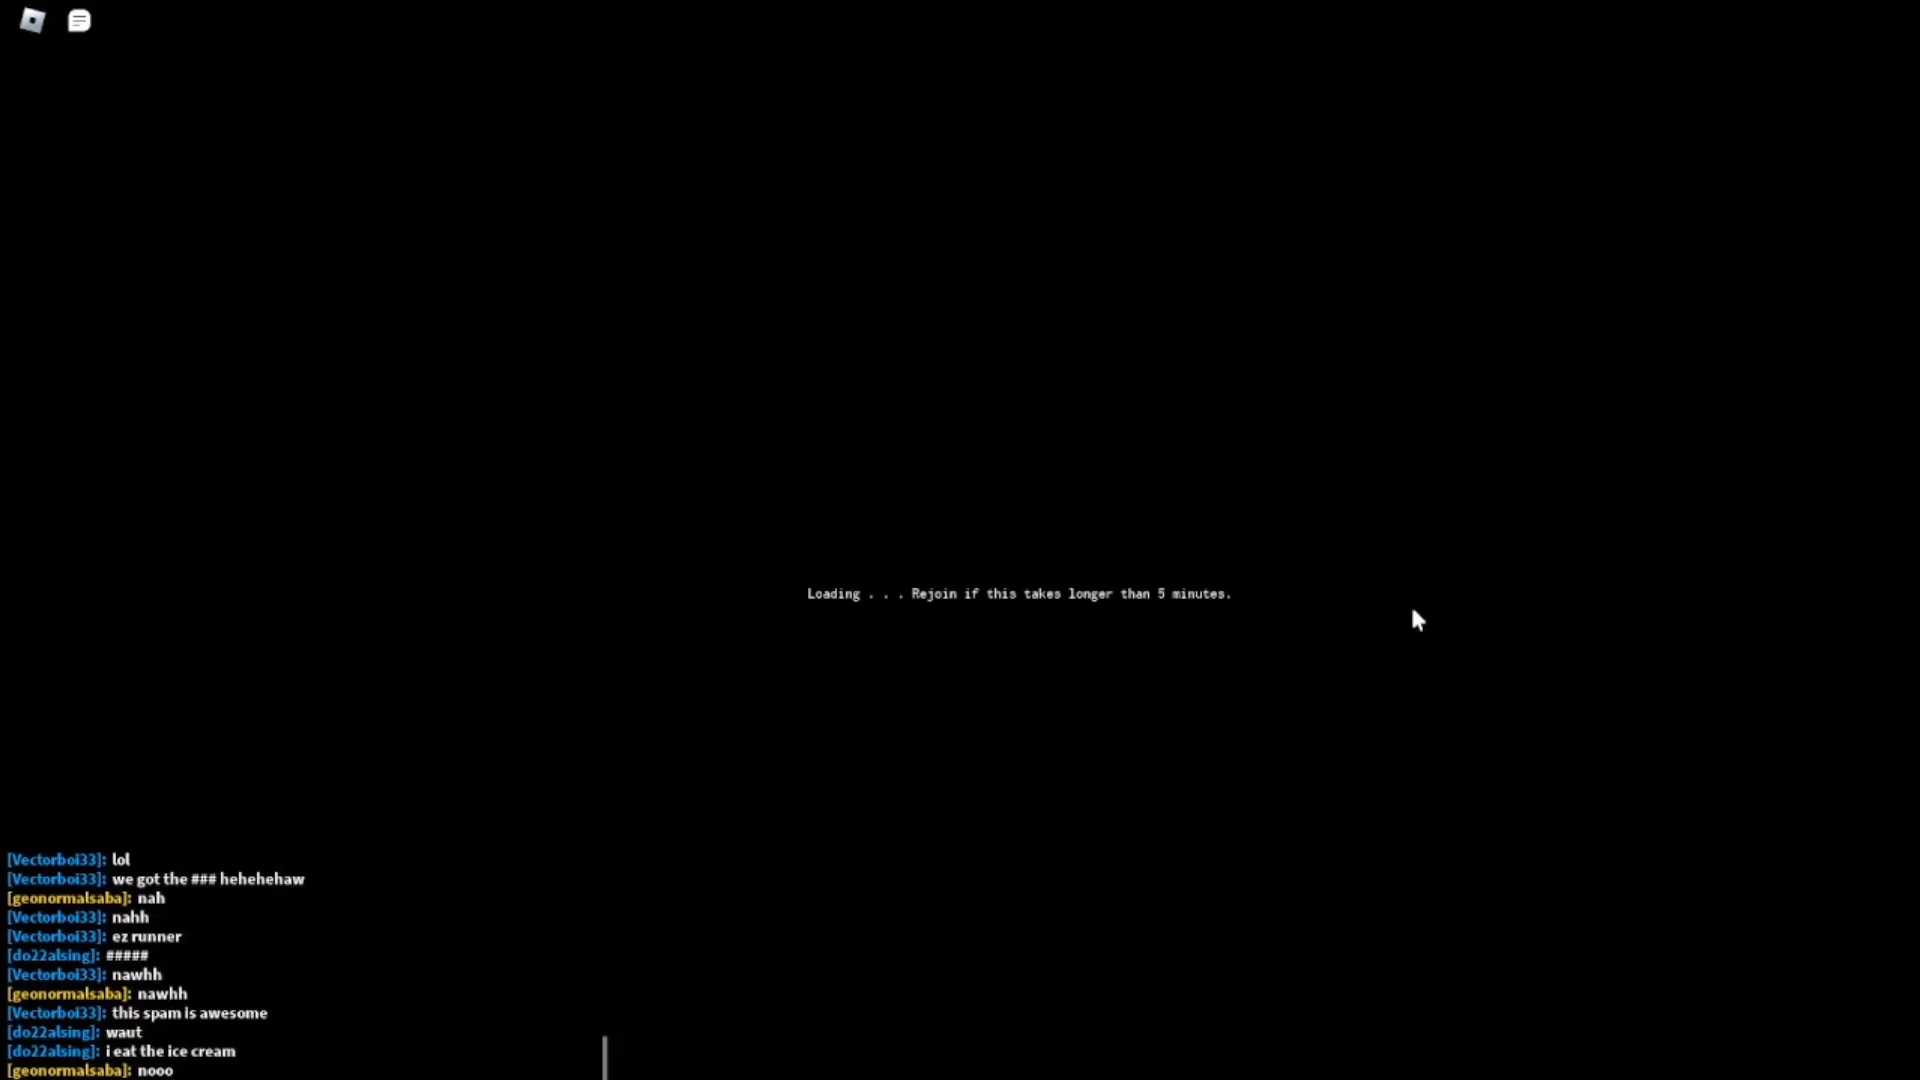 Loading . . . Rejoin if this takes longer than 5 minutes.
[Vectorboi33]: lol
[Vectorboi33]: we got the ### hehehehaw
[geonormalsaba]: nah
[Vectorboi33]: nahh
[Vectorboi33]: ez runner
[do22alsing]: #####
[Vectorboi33]: nawhh
[geonormalsaba]: nawhh
[Vectorboi33]: this spam is awesome
[do22alsing]: waut
[do22alsing]: i eat the ice cream
[geonormalsaba]: nooo